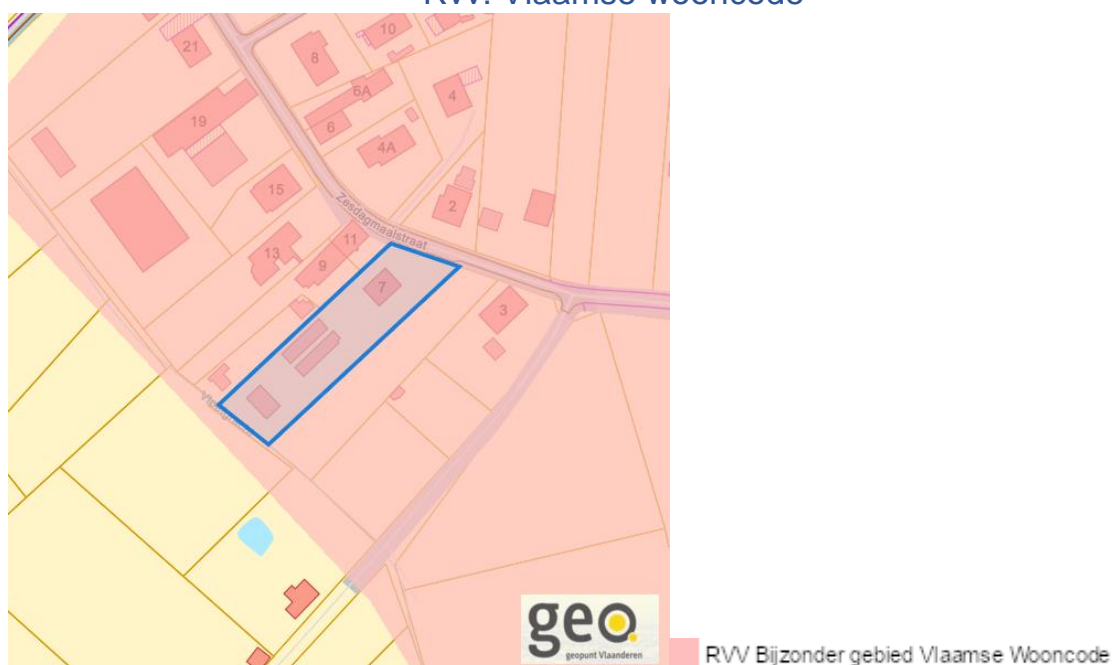 RVV: Vlaamse wooncode
21
10
8
6A
4
19
6
4A
15
2
Zesdagmaalstraat
11
13
9
7
3
geo
geopunt Vlaanderen
RVV Bijzonder gebied Vlaamse Wooncode